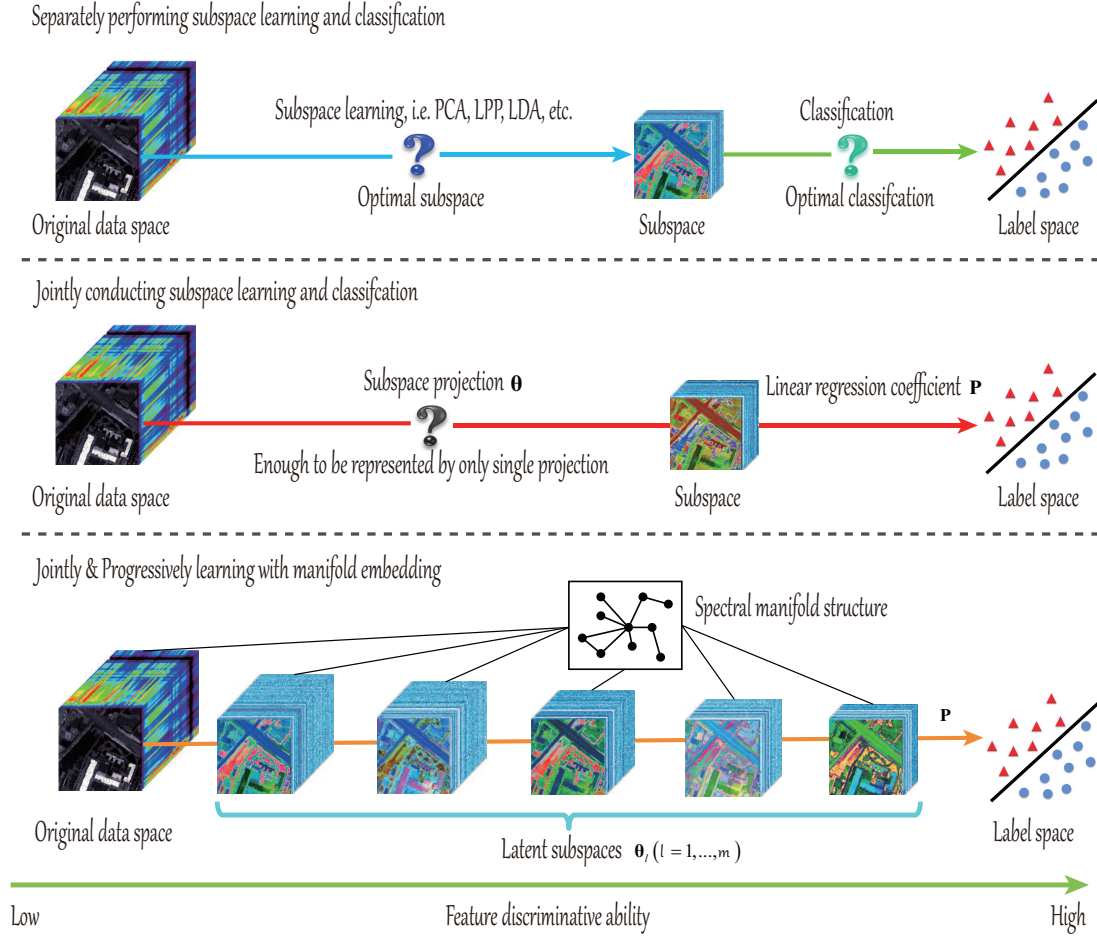 Separately performing subspace learning and classification
Subspace learning, i.e. PCA, LPP, LDA, etc.
Classification
?
?
Optimal subspace
Optimal classifcation
Original data space
Subspace
Label space
Jointly conducting subspace learning and classifcation
Subspace projection θ
Linear regression coefficient P
?
Enough to be represented by only single projection
Original data space
Subspace
Label space
Jointly & Progressively learning with manifold embedding
Spectral manifold structure
P
Original data space
Label space
Latent subspaces θl (l = 1,...,m)
Low
Feature discriminative ability
High